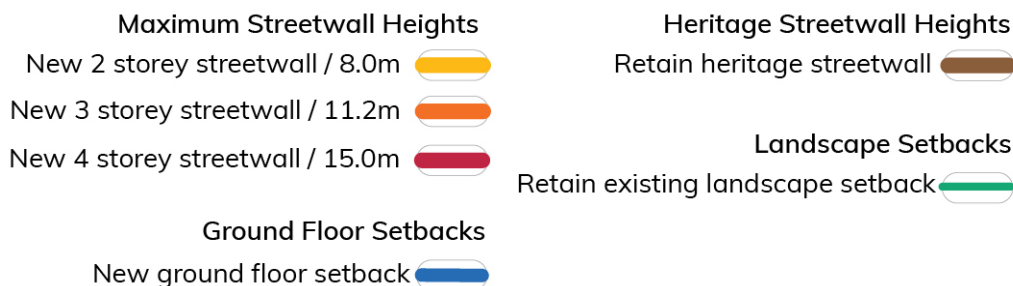 Maximum Streetwall Heights
New 2 storey streetwall / 8.0m
New 3 storey streetwall / 11.2m
New 4 storey streetwall / 15.0m
Ground Floor Setbacks
New ground floor setback
Heritage Streetwall Heights
Retain heritage streetwall
Landscape Setbacks
Retain existing landscape setback